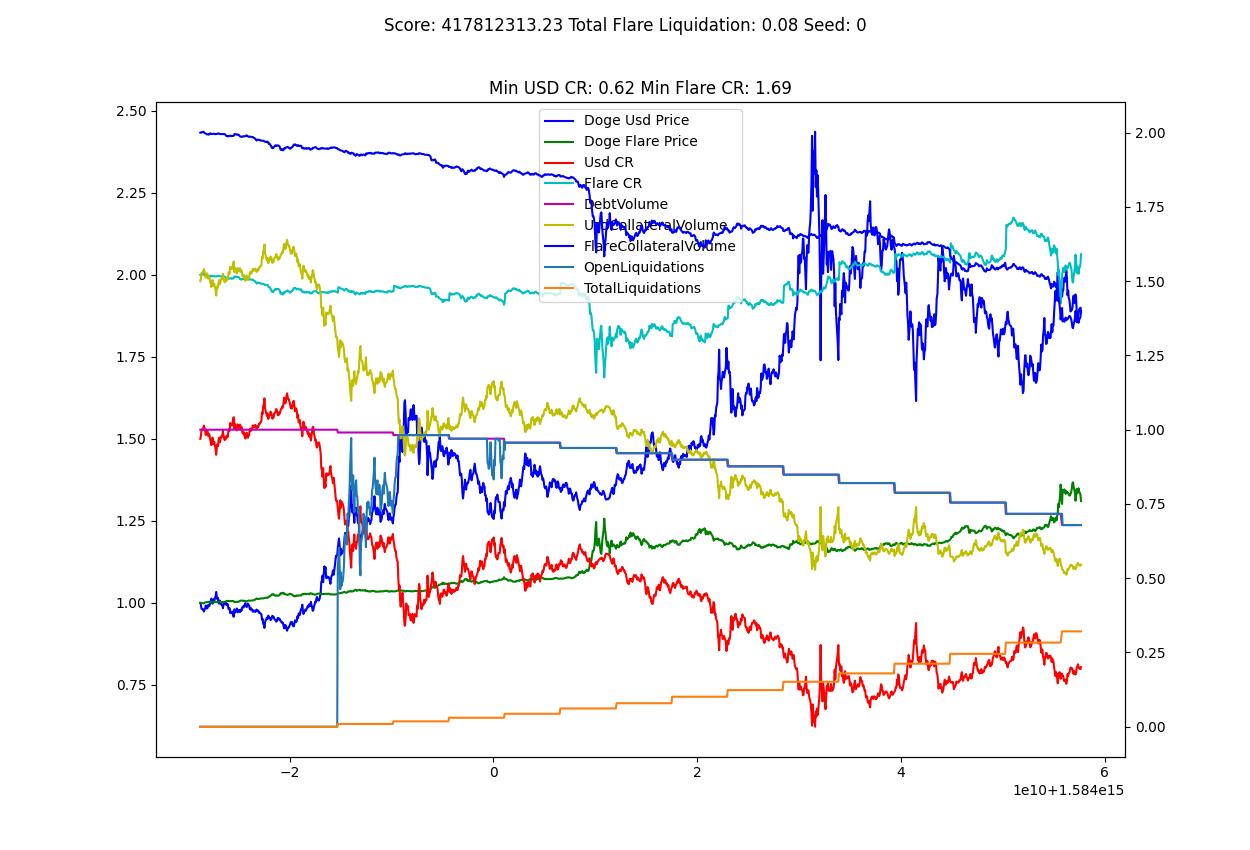 Score: 417812313.23 Total Flare Liquidation: 0.08 Seed: 0
Min USD CR: 0.62 Min Flare CR: 1.69
2.50
2.25
2.00
1.75
1.50
1.25
1.00
0.75
Doge Usd Price
Doge Flare Price
Usd CR
Flare CR
DebtVolume
UsdCollateralVolume
FlareCollateralVolume
OpenLiquidations
TotalLiquidations
2.00
1.75
1.50
1.25
1.00
0.75
0.50
0.25
0.00
−2 0 2 4 6
1e10+1.584e15